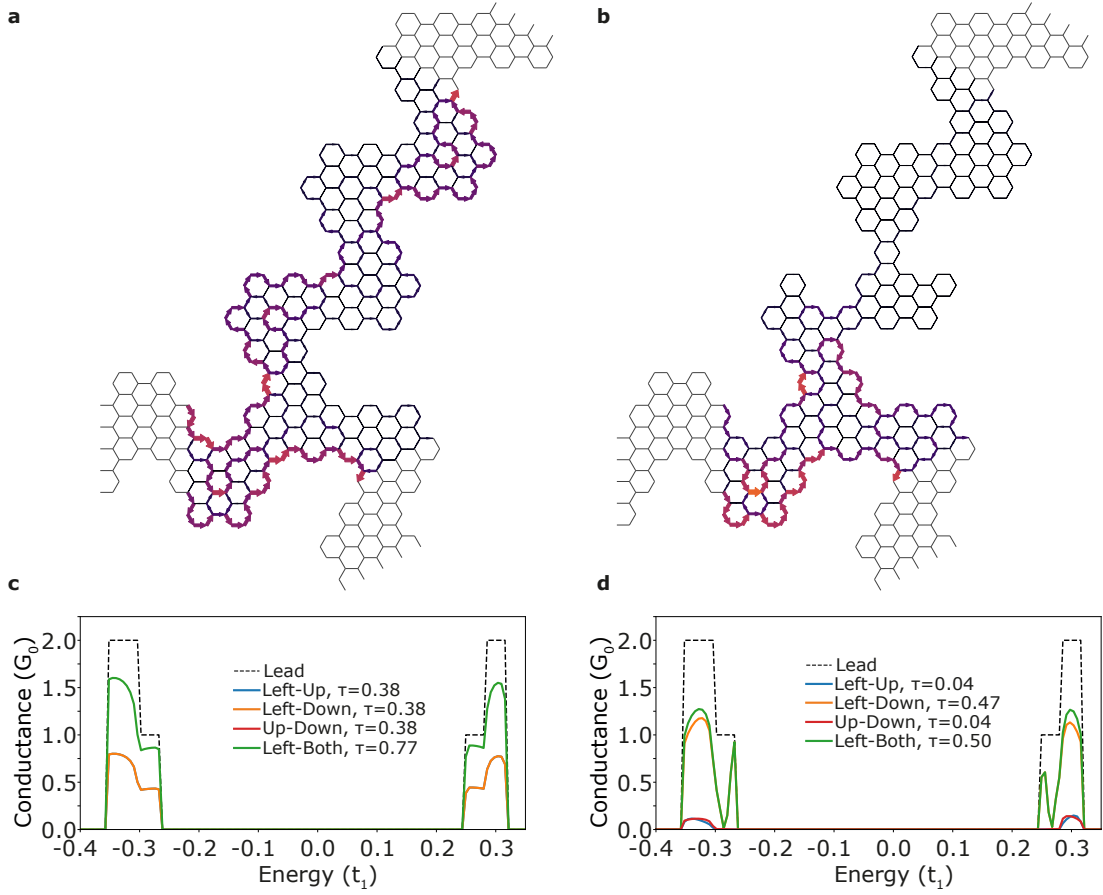 a
b
c
d
Conductance (G₀)
2.0
1.5
1.0
0.5
0.0
Lead
Left-Up, τ=0.38
Left-Down, τ=0.38
Up-Down, τ=0.38
Left-Both, τ=0.77
-0.4 -0.3 -0.2 -0.1 0.0 0.1 0.2 0.3
Energy (t₁)
Conductance (G₀)
2.0
1.5
1.0
0.5
0.0
Lead
Left-Up, τ=0.04
Left-Down, τ=0.47
Up-Down, τ=0.04
Left-Both, τ=0.50
-0.4 -0.3 -0.2 -0.1 0.0 0.1 0.2 0.3
Energy (t₁)